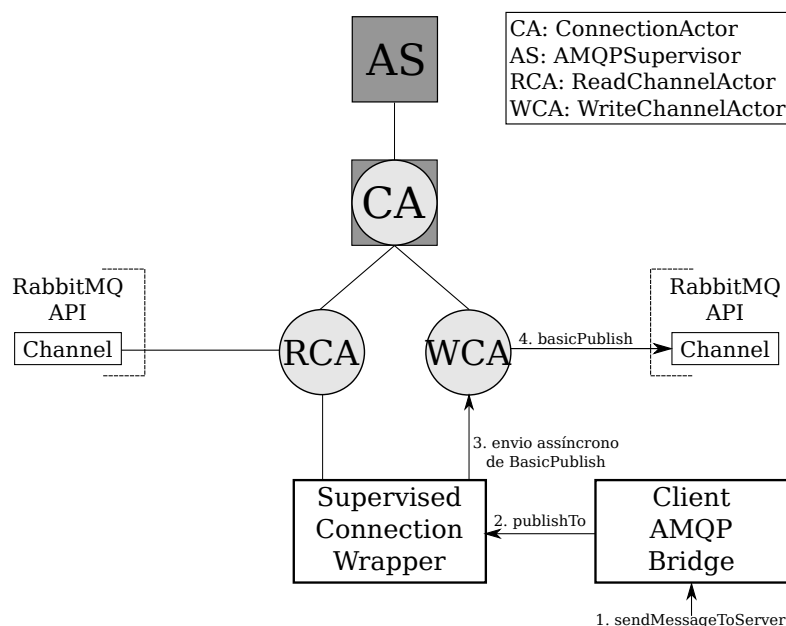 AS
CA: ConnectionActor
AS: AMQPSupervisor
RCA: ReadChannelActor
WCA: WriteChannelActor
CA
RabbitMQ
API
Channel
RCA
WCA
4. basicPublish
RabbitMQ
API
Channel
3. envio assíncrono
de BasicPublish
Supervised
Connection
Wrapper
2. publishTo
Client
AMQP
Bridge
1. sendMessageToServer